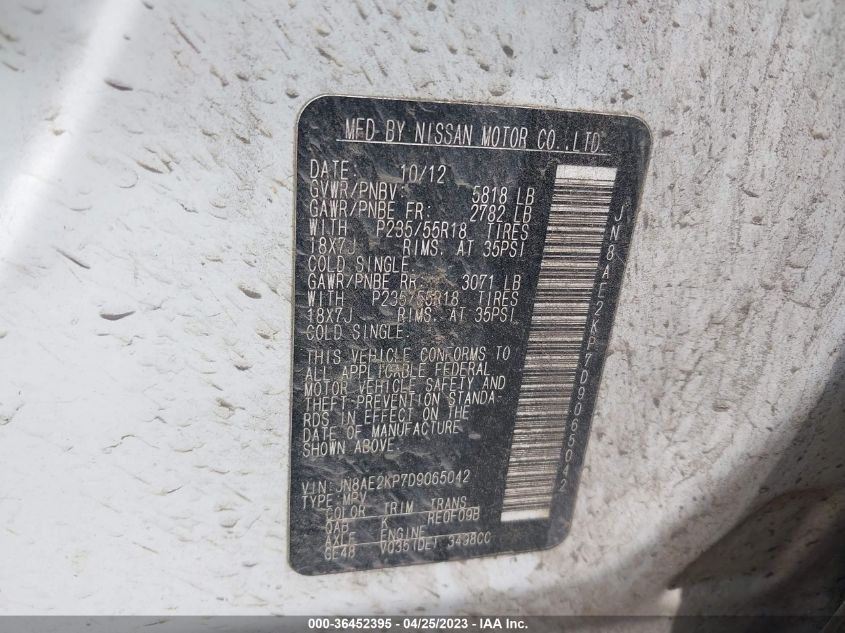 MFD BY NISSAN MOTOR CO.,LTD.
DATE: 10/12
GVWR/PNBV: 5818 LB
GAWR/PNBE FR: 2782 LB
WITH P235/55R18 TIRES
18X7J RIMS. AT 35PSI
COLD SINGLE.
GAWR/PNBE RR: 3071 LB
WITH P235/55R18 TIRES
18X7J RIMS. AT 35PSI
COLD SINGLE.
THIS VEHICLE CONFORMS TO
ALL APPLICABLE FEDERAL
MOTOR VEHICLE SAFETY AND
THEFT-PREVENTION STANDA-
RDS IN EFFECT ON THE
DATE OF MANUFACTURE
SHOWN ABOVE.
VIN: JN8AE2KP7D9065042
TYPE: MPV
COLOR TRIM TRANS
QAB K RE0F09B
AXLE ENGINE
GE48 VQ35(DE) 3498CC
JN8AE2KP7D9065042
000-36452395 - 04/25/2023 - IAA Inc.